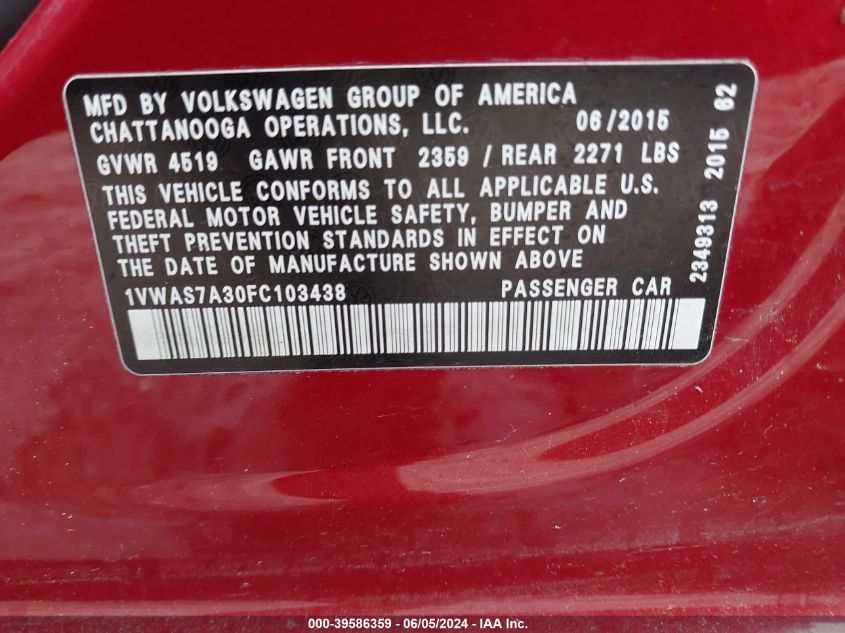 MFD BY VOLKSWAGEN GROUP OF AMERICA
CHATTANOOGA OPERATIONS, LLC. 06/2015
GVWR 4519 GAWR FRONT 2359 / REAR 2271 LBS
THIS VEHICLE CONFORMS TO ALL APPLICABLE U.S.
FEDERAL MOTOR VEHICLE SAFETY, BUMPER AND
THEFT PREVENTION STANDARDS IN EFFECT ON
THE DATE OF MANUFACTURE SHOWN ABOVE
1VWAS7A30FC103438 PASSENGER CAR
2349313 2015 62
000-39586359 - 06/05/2024 - IAA Inc.